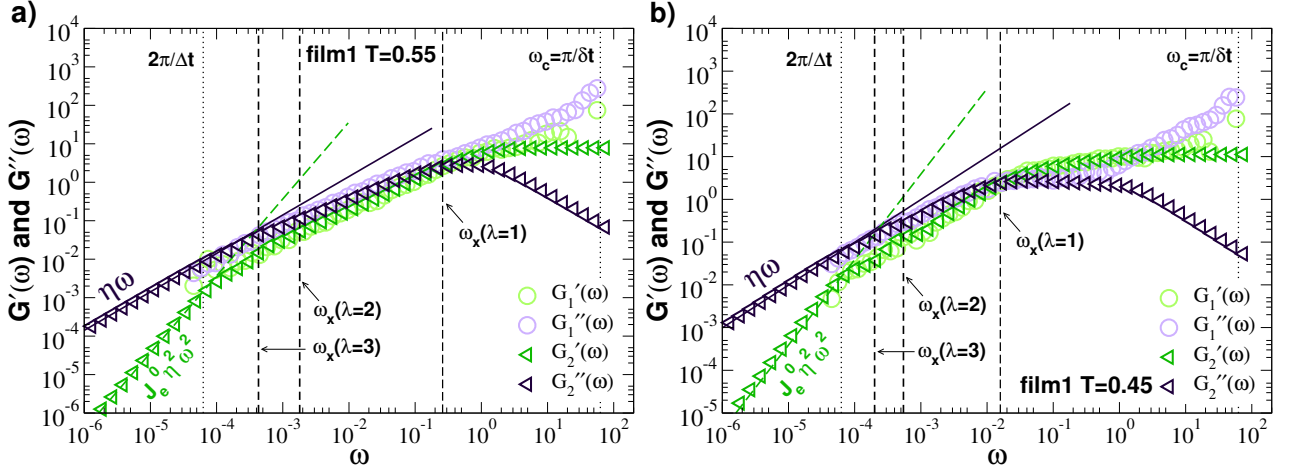 a)
2π/Δt
film1 T=0.55
ω_c=π/δt
G′(ω) and G″(ω)
10^4
10^3
10^2
10^1
10^0
10^-1
10^-2
10^-3
10^-4
10^-5
10^-6
ηω
J_e^0 η^2 ω^2
ω_x(λ=1)
ω_x(λ=2)
ω_x(λ=3)
G_1′(ω)
G_1″(ω)
G_2′(ω)
G_2″(ω)
10^-6 10^-5 10^-4 10^-3 10^-2 10^-1 10^0 10^1 10^2
ω
b)
2π/Δt
ω_c=π/δt
G′(ω) and G″(ω)
10^4
10^3
10^2
10^1
10^0
10^-1
10^-2
10^-3
10^-4
10^-5
ηω
J_e^0 η^2 ω^2
ω_x(λ=1)
ω_x(λ=2)
ω_x(λ=3)
G_1′(ω)
G_1″(ω)
G_2′(ω)
G_2″(ω)
film1 T=0.45
10^-6 10^-5 10^-4 10^-3 10^-2 10^-1 10^0 10^1 10^2
ω